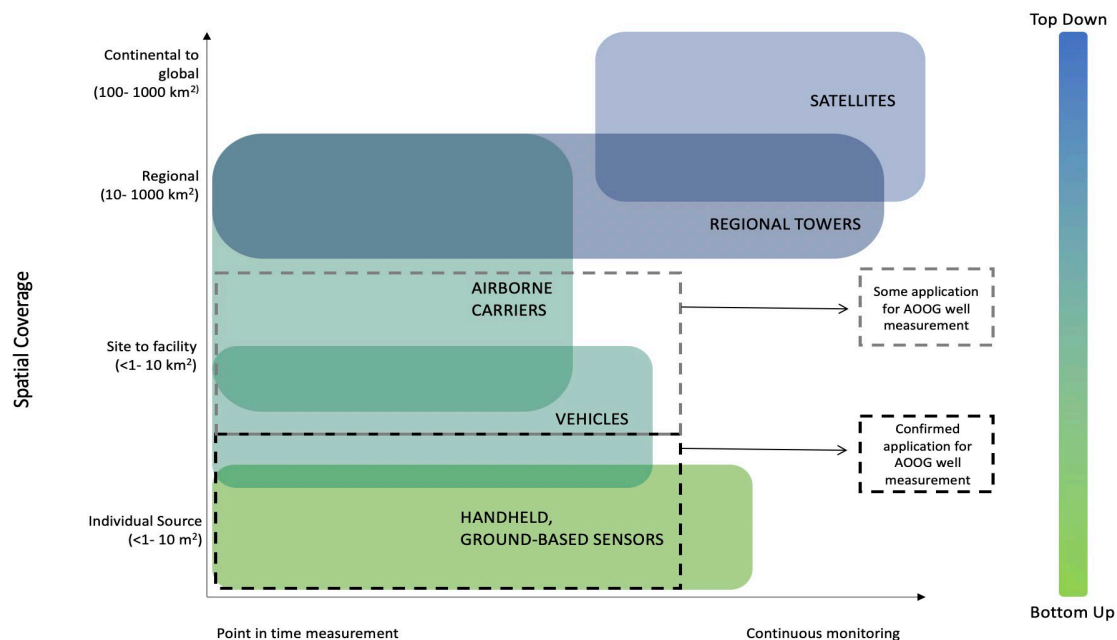 Top Down
Continental to
global
(100- 1000 km²)
SATELLITES
Regional
(10- 1000 km²)
REGIONAL TOWERS
AIRBORNE
CARRIERS
Some application
for AOOG well
measurement
Spatial Coverage
Site to facility
(<1- 10 km²)
VEHICLES
Confirmed
application for
AOOG well
measurement
Individual Source
(<1- 10 m²)
HANDHELD,
GROUND-BASED SENSORS
Bottom Up
Point in time measurement
Continuous monitoring